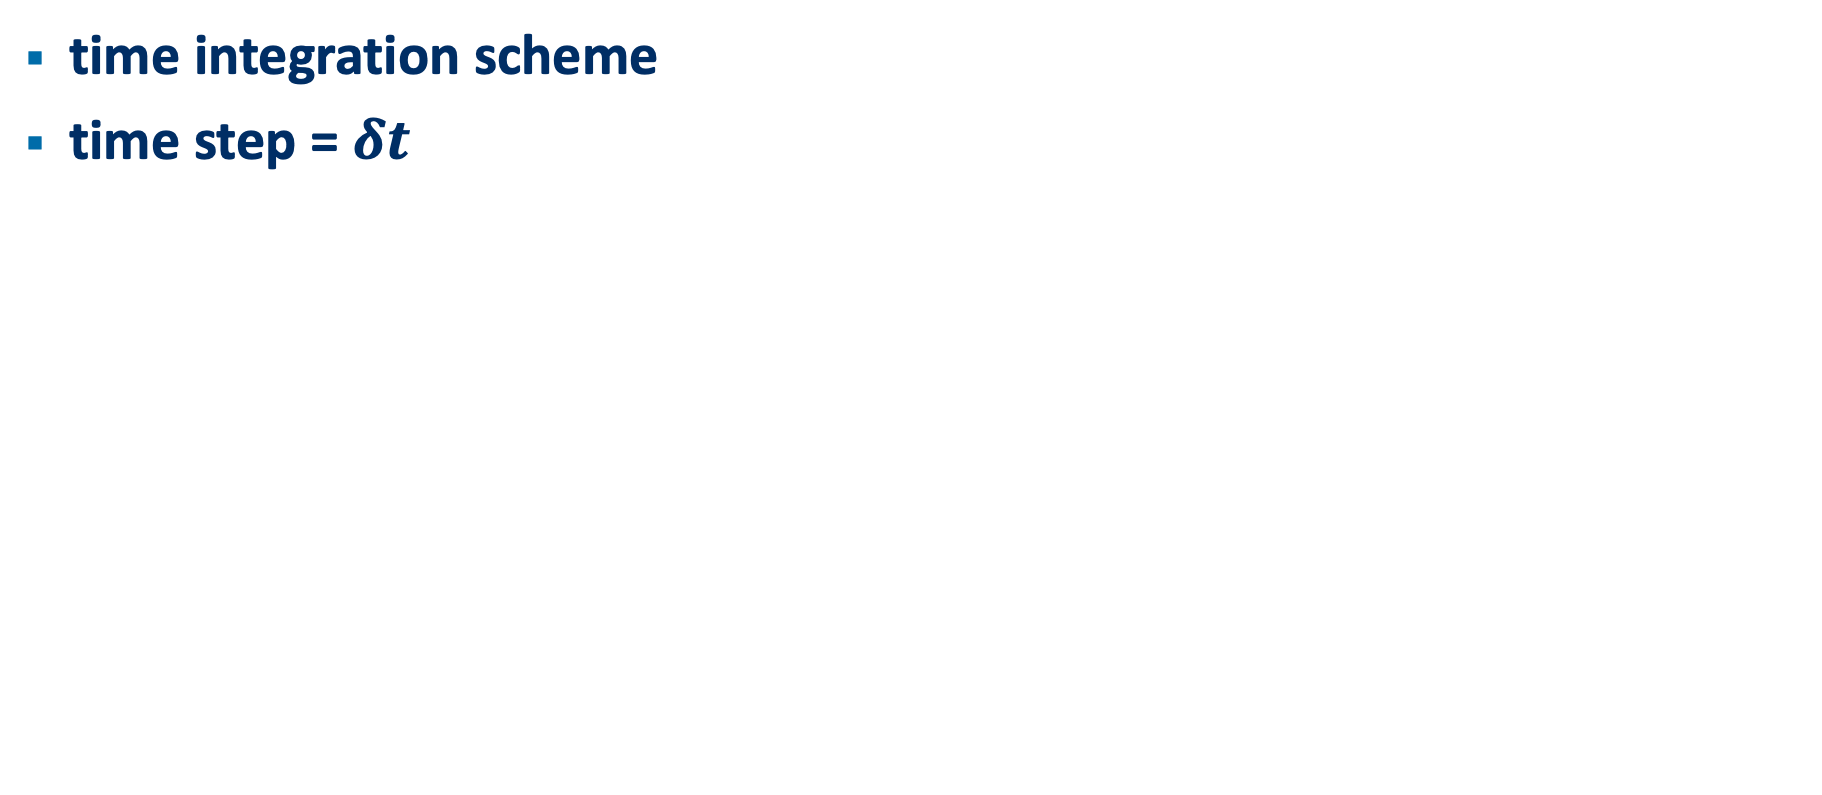 ▪ time integration scheme
▪ time step = 𝜹𝒕